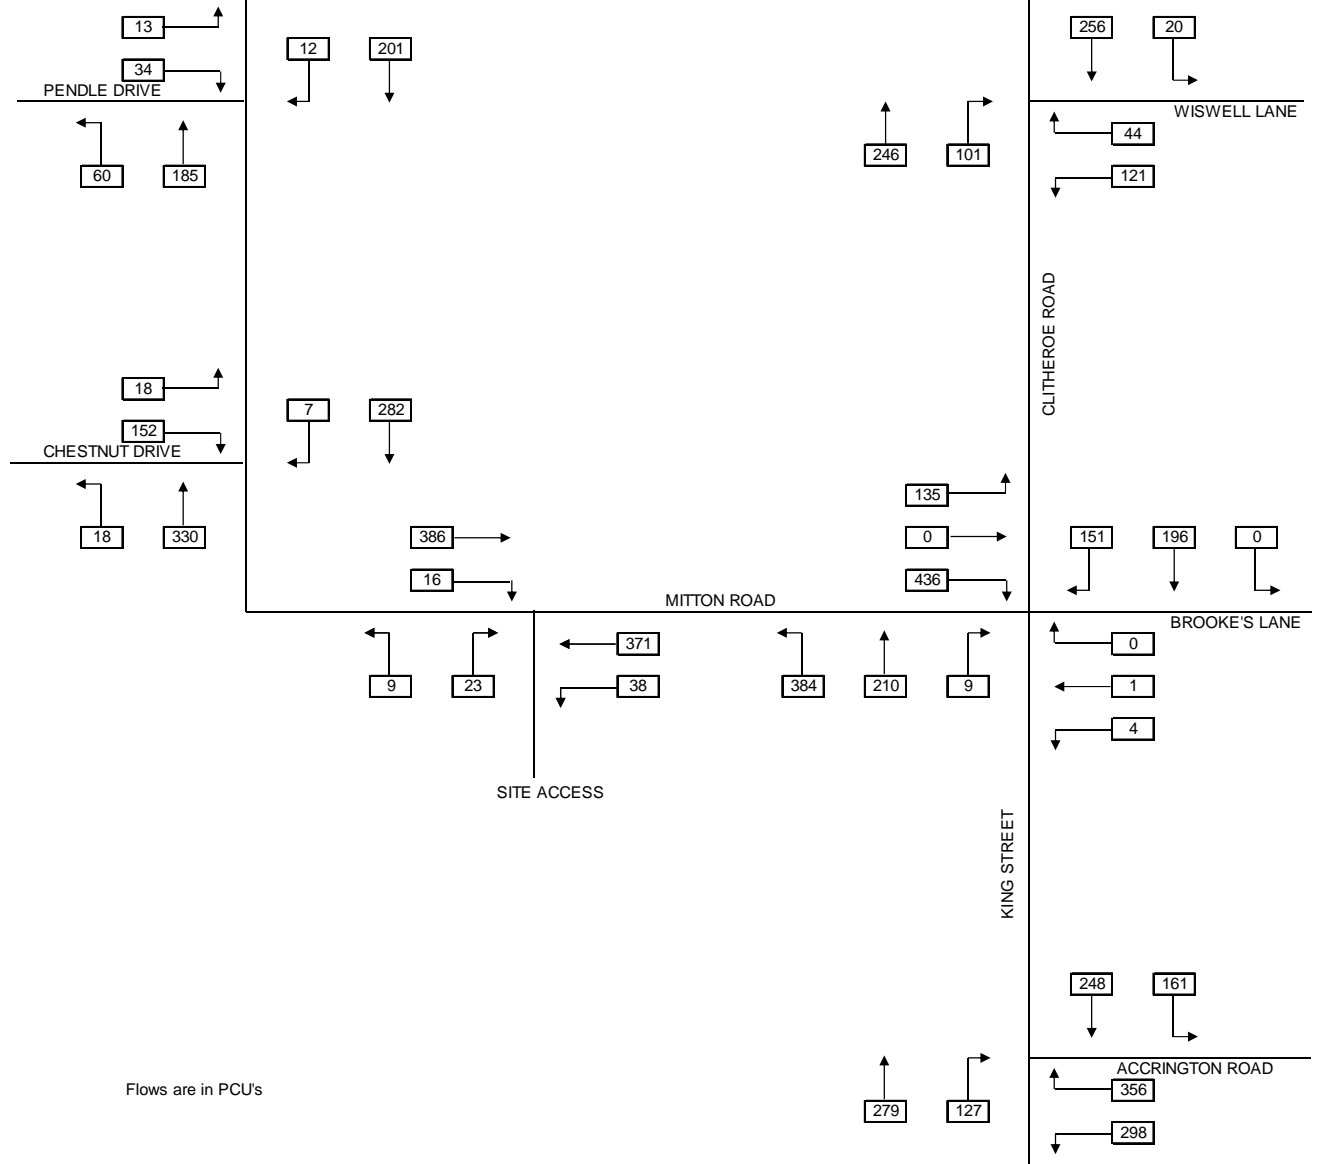 13
256 20
12 201
34
PENDLE DRIVE
WISWELL LANE
44
246 101
60 185
121
CLITHEROE ROAD
18
7 282
152
CHESTNUT DRIVE
135
18 330
386
0
151 196 0
16
436
MITTON ROAD
BROOKE'S LANE
371
0
9 23
38
384 210 9
1
4
SITE ACCESS
KING STREET
248 161
ACCRINGTON ROAD
Flows are in PCU's
356
279 127
298